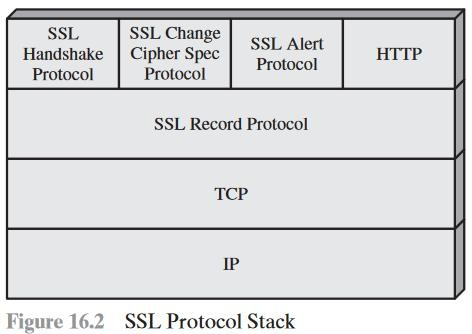 SSL
Handshake
Protocol
SSL Change
Cipher Spec
Protocol
SSL Alert
Protocol
HTTP
SSL Record Protocol
TCP
IP
Figure 16.2 SSL Protocol Stack